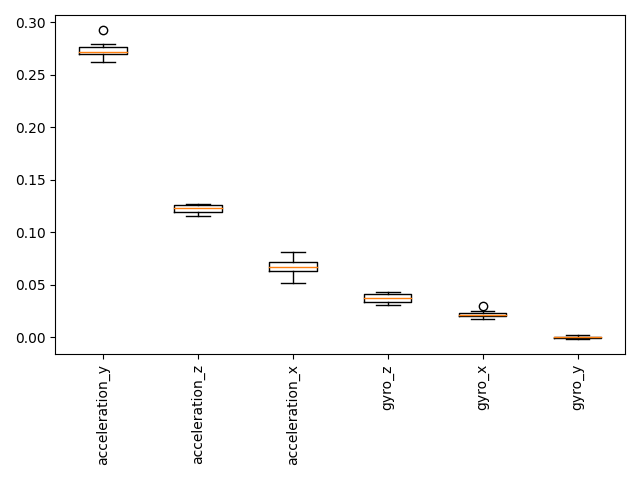 0.30
0.25
0.20
0.15
0.10
0.05
0.00
acceleration_y
acceleration_z
acceleration_x
gyro_z
gyro_x
gyro_y